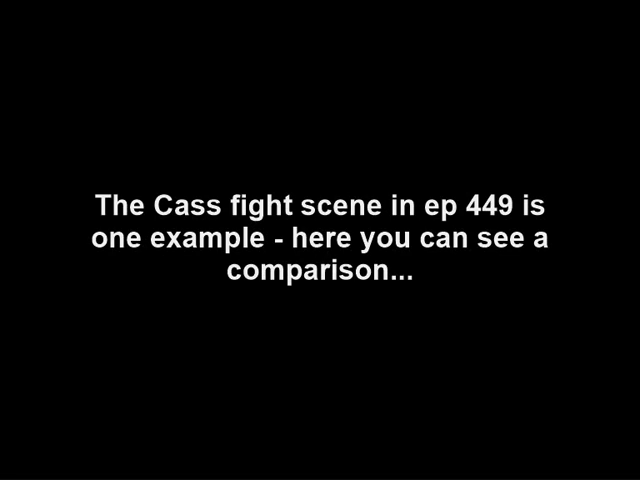 The Cass fight scene in ep 449 is
one example - here you can see a
comparison...